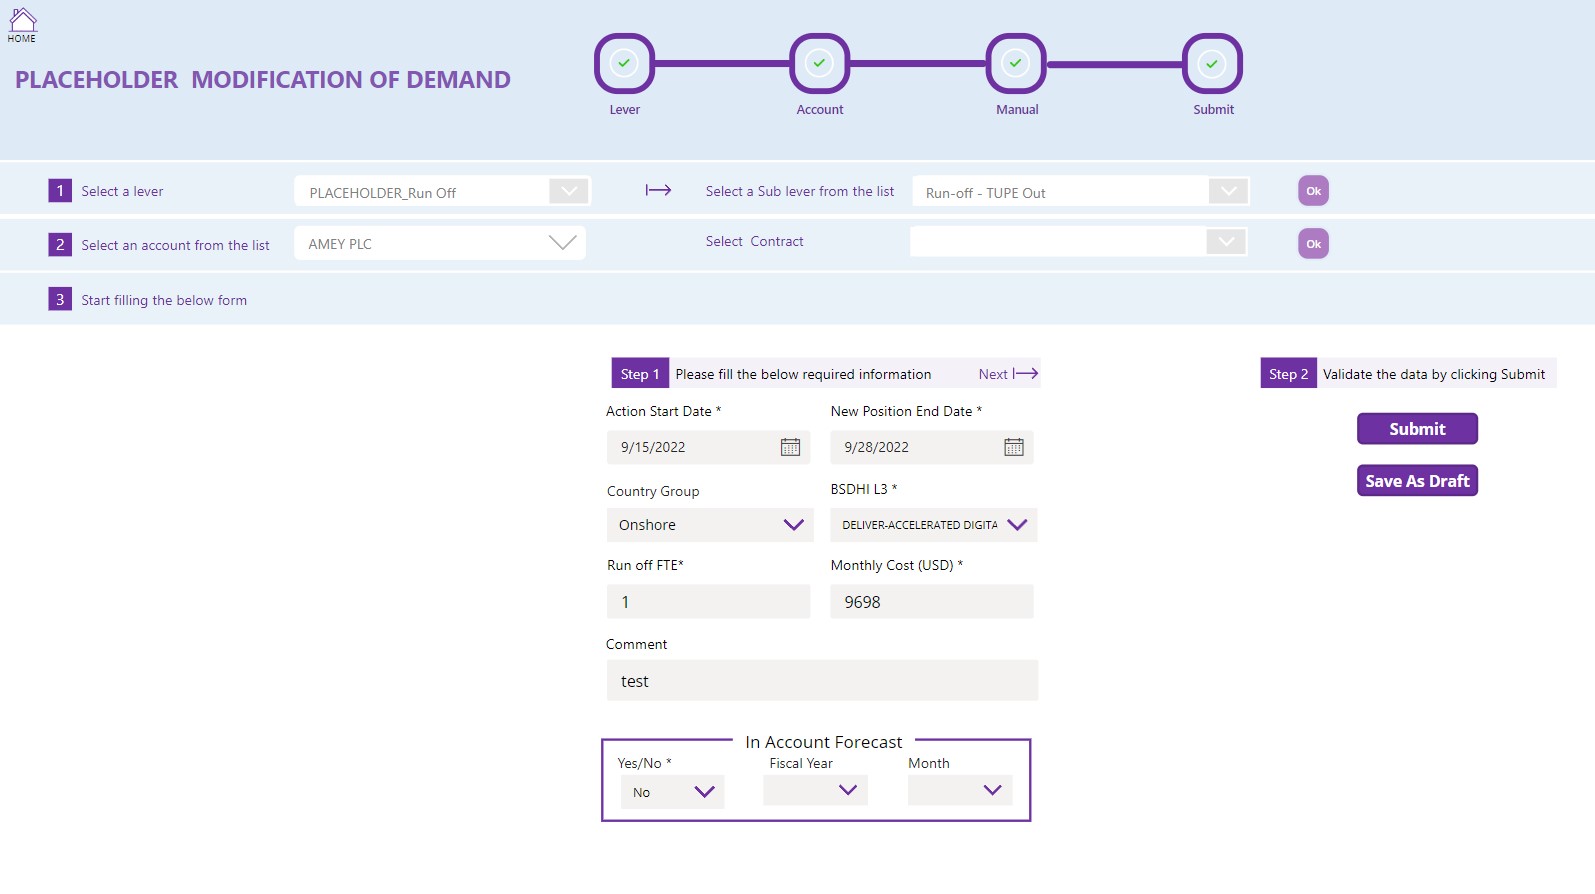 HOME
PLACEHOLDER  MODIFICATION OF DEMAND
Lever
Account
Manual
Submit
1 Select a lever
PLACEHOLDER_Run Off
Select a Sub lever from the list
Run-off - TUPE Out
Ok
2 Select an account from the list
AMEY PLC
Select  Contract
Ok
3 Start filling the below form
Step 1 Please fill the below required information Next
Step 2 Validate the data by clicking Submit
Action Start Date *
New Position End Date *
9/15/2022
9/28/2022
Submit
Save As Draft
Country Group
BSDHI L3 *
Onshore
DELIVER-ACCELERATED DIGITA
Run off FTE*
Monthly Cost (USD) *
1
9698
Comment
test
In Account Forecast
Yes/No *
Fiscal Year
Month
No